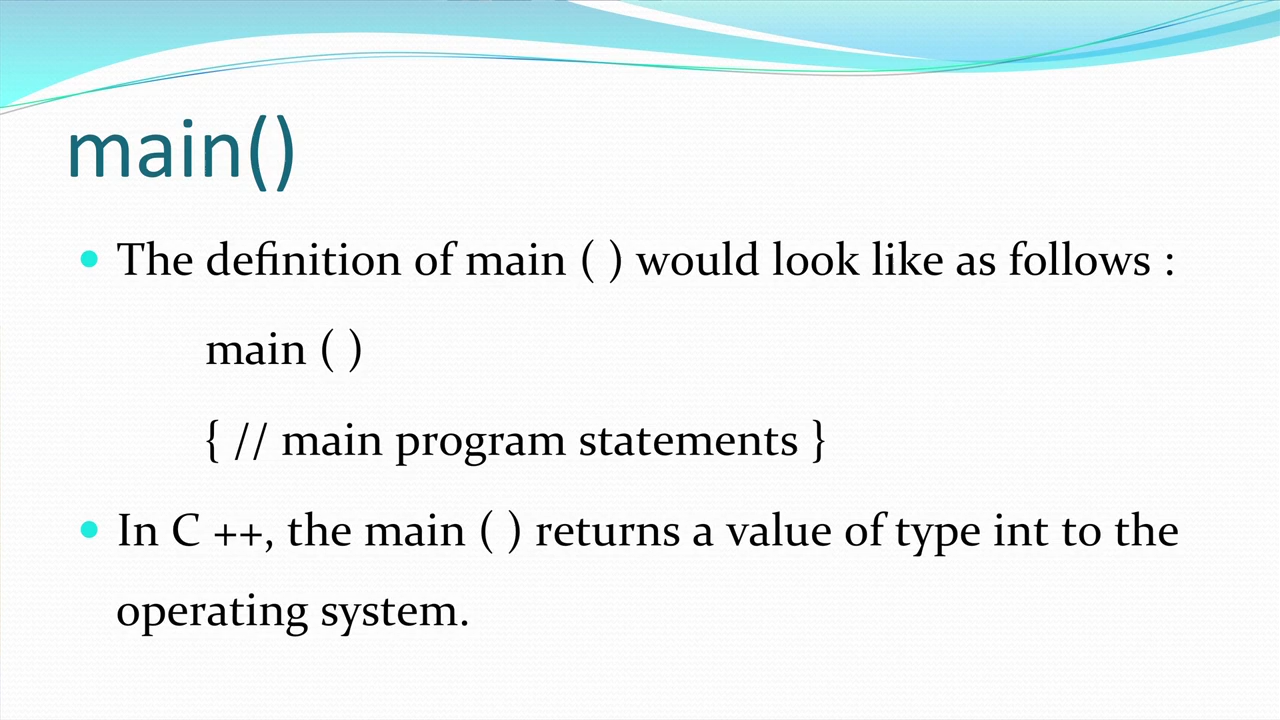 main()
• The definition of main ( ) would look like as follows :
main ( )
{ // main program statements }
• In C ++, the main ( ) returns a value of type int to the
operating system.